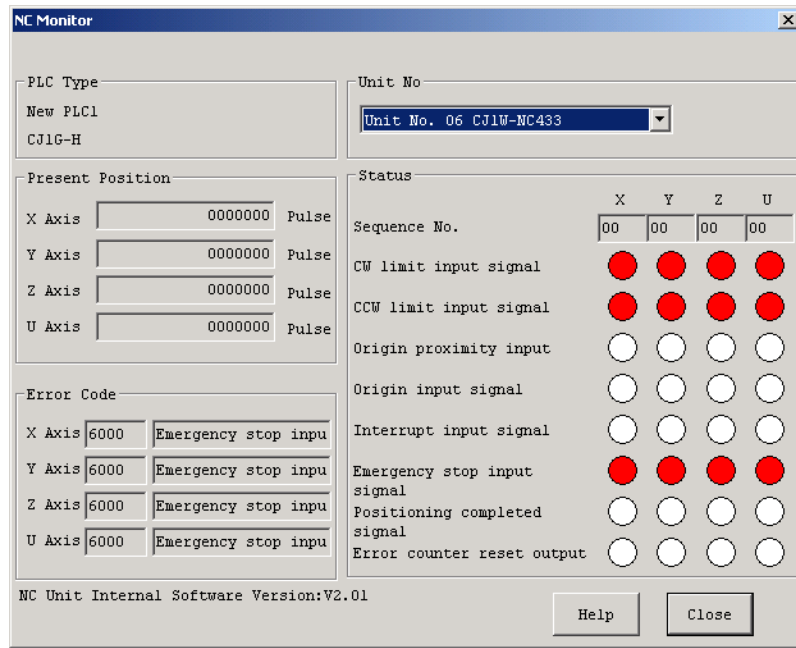 NC Monitor
PLC Type
New PLC1
CJ1G-H
Unit No
Unit No. 06 CJ1W-NC433
Present Position
X Axis 0000000 Pulse
Y Axis 0000000 Pulse
Z Axis 0000000 Pulse
U Axis 0000000 Pulse
Error Code
X Axis 6000 Emergency stop inpu
Y Axis 6000 Emergency stop inpu
Z Axis 6000 Emergency stop inpu
U Axis 6000 Emergency stop inpu
Status
X Y Z U
Sequence No. 00 00 00 00
CW limit input signal
CCW limit input signal
Origin proximity input
Origin input signal
Interrupt input signal
Emergency stop input
signal
Positioning completed
signal
Error counter reset output
NC Unit Internal Software Version:V2.01
Help Close